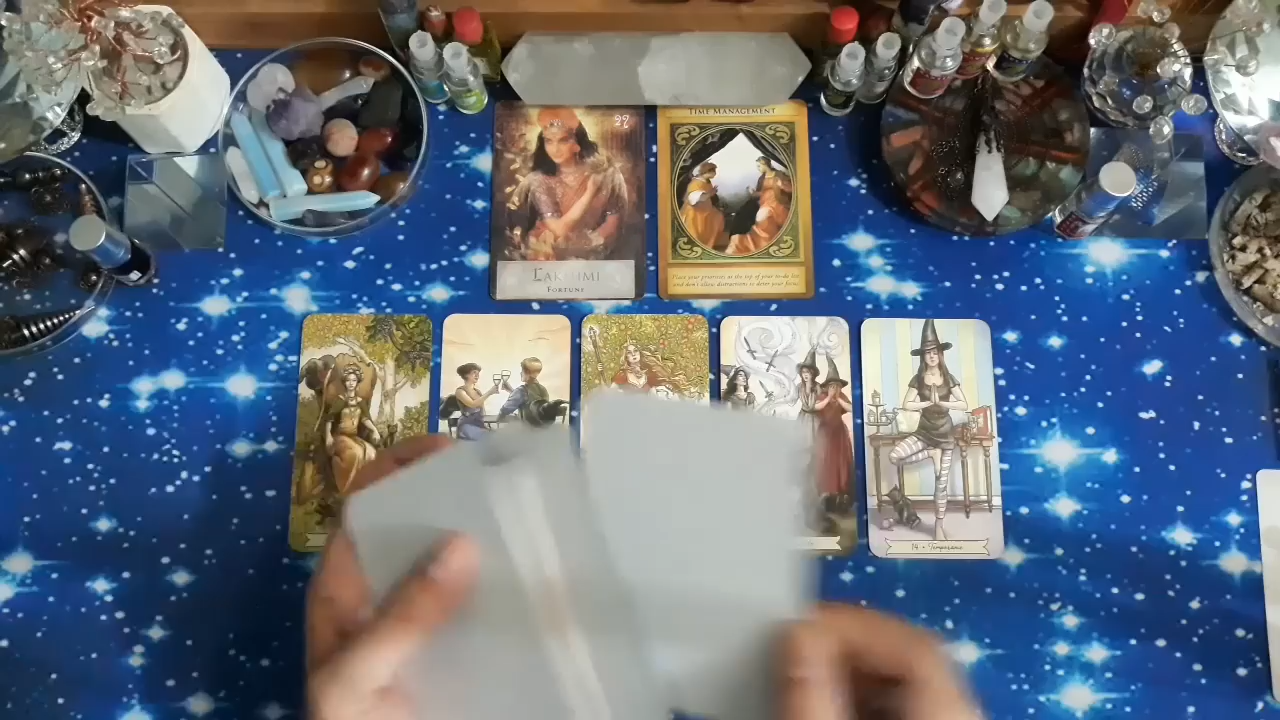 29
LAKSHMI
FORTUNE
TIME MANAGEMENT
Place your priorities at the top of your to-do list
and don't allow distractions to deter your focus.
14 • Temperance